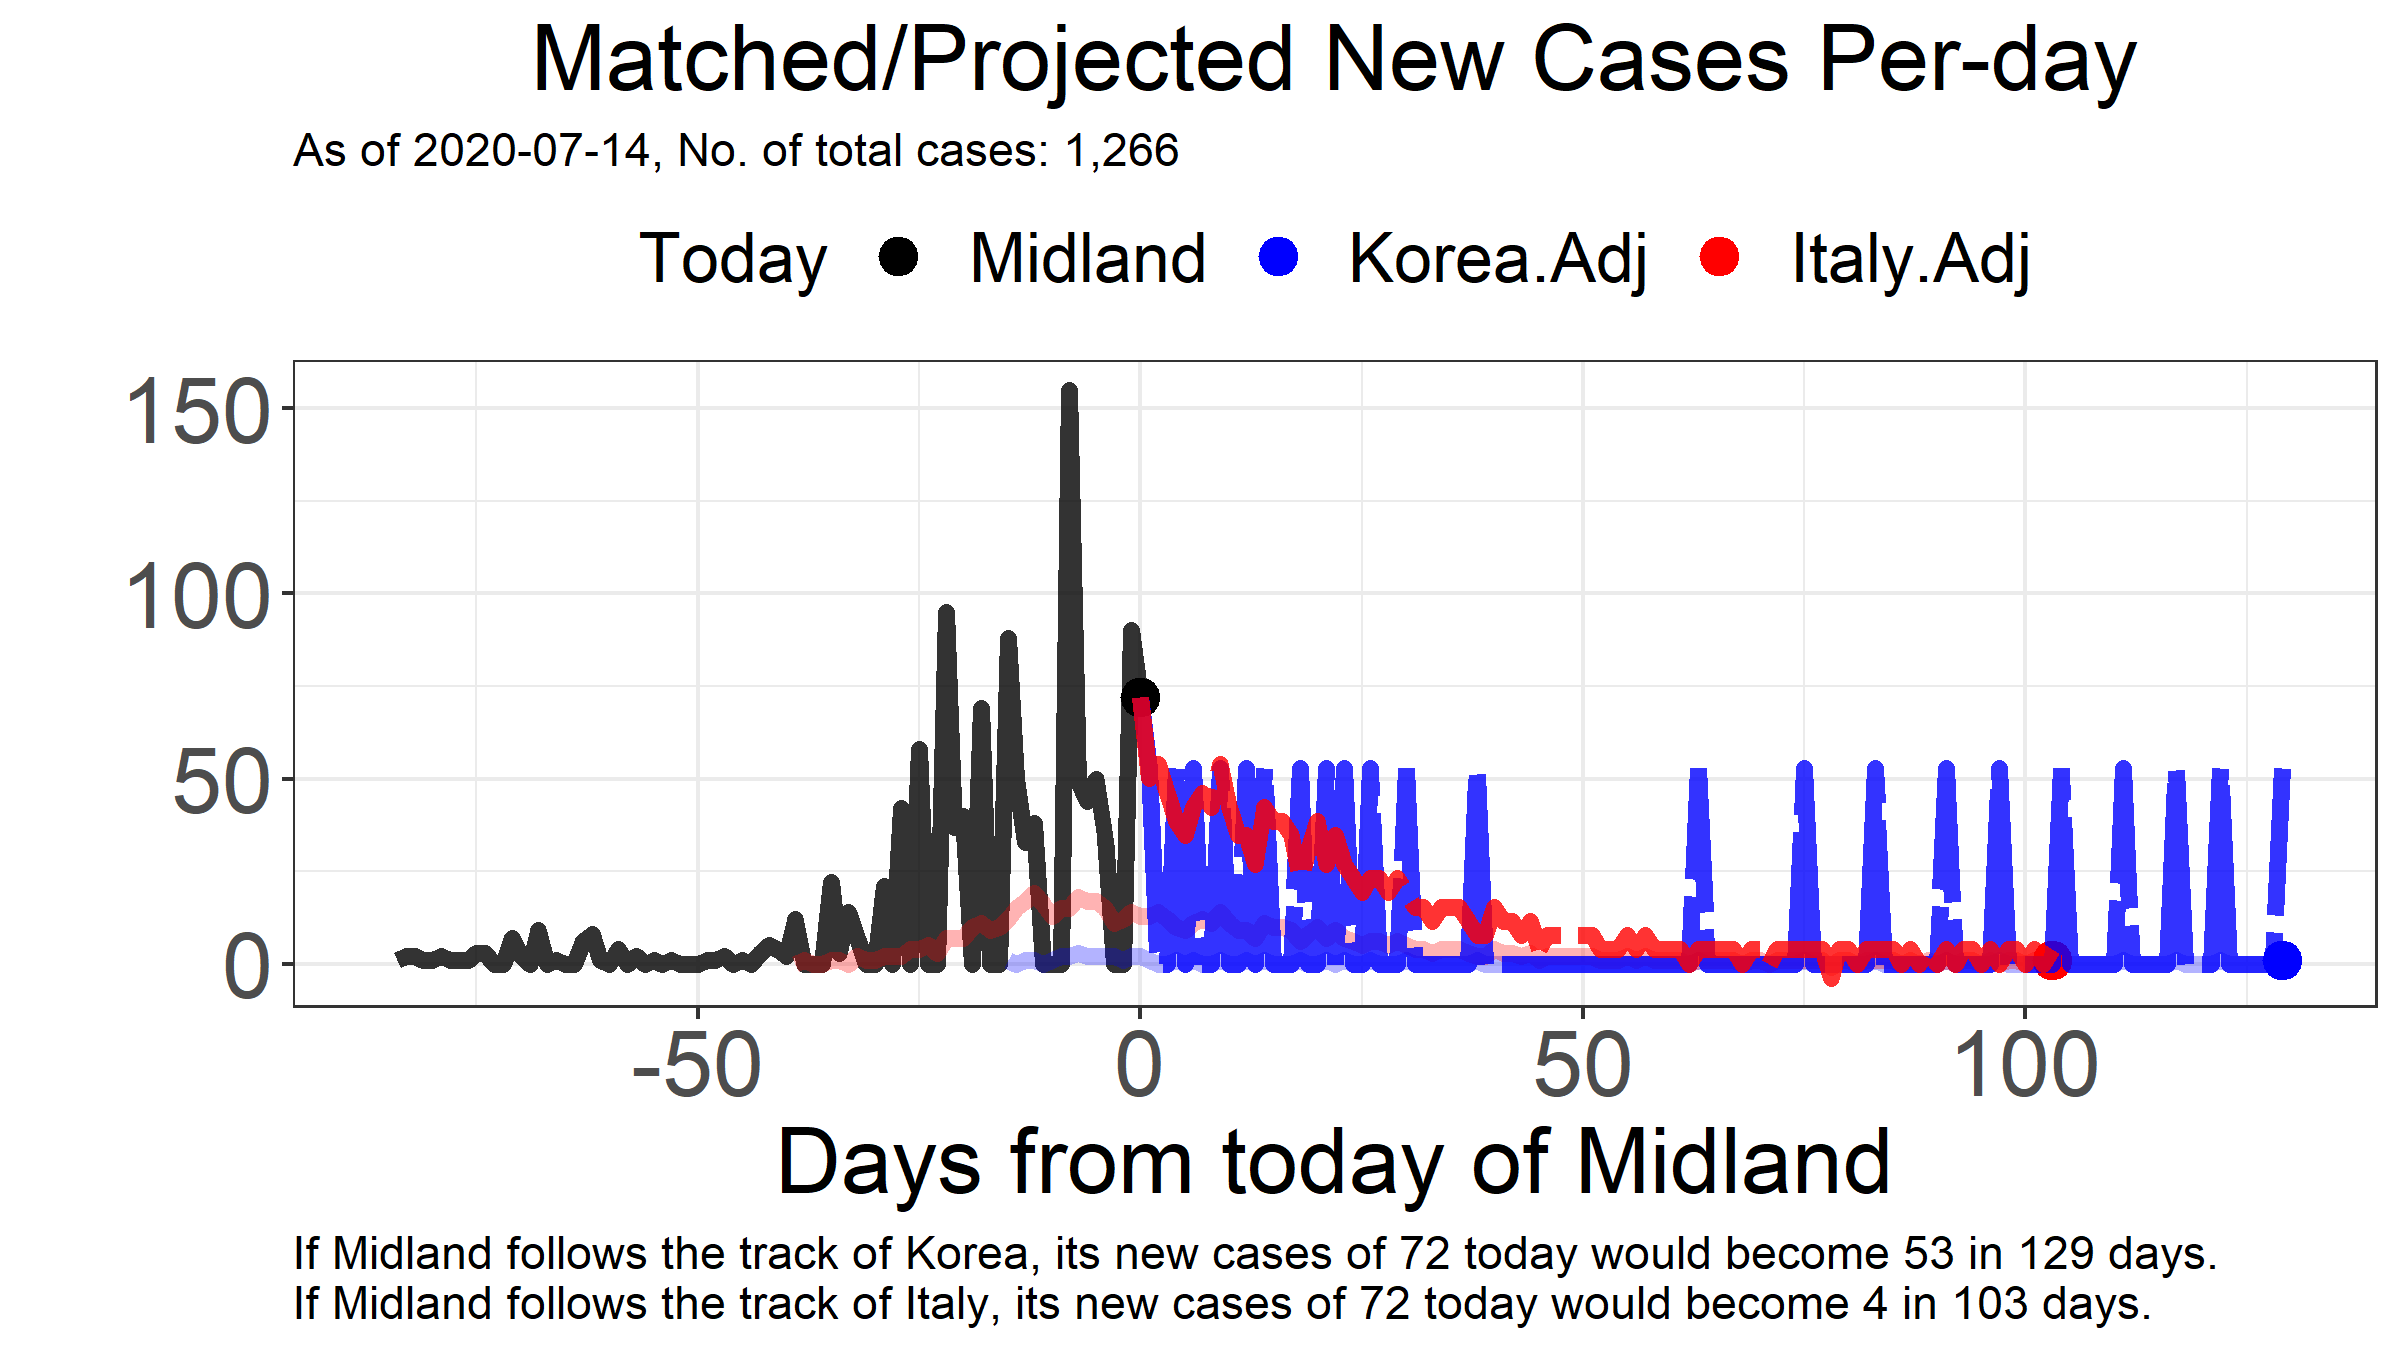 Matched/Projected New Cases Per-day
As of 2020-07-14, No. of total cases: 1,266
Today Midland Korea.Adj Italy.Adj
150
100
50
0
-50 0 50 100
Days from today of Midland
If Midland follows the track of Korea, its new cases of 72 today would become 53 in 129 days.
If Midland follows the track of Italy, its new cases of 72 today would become 4 in 103 days.